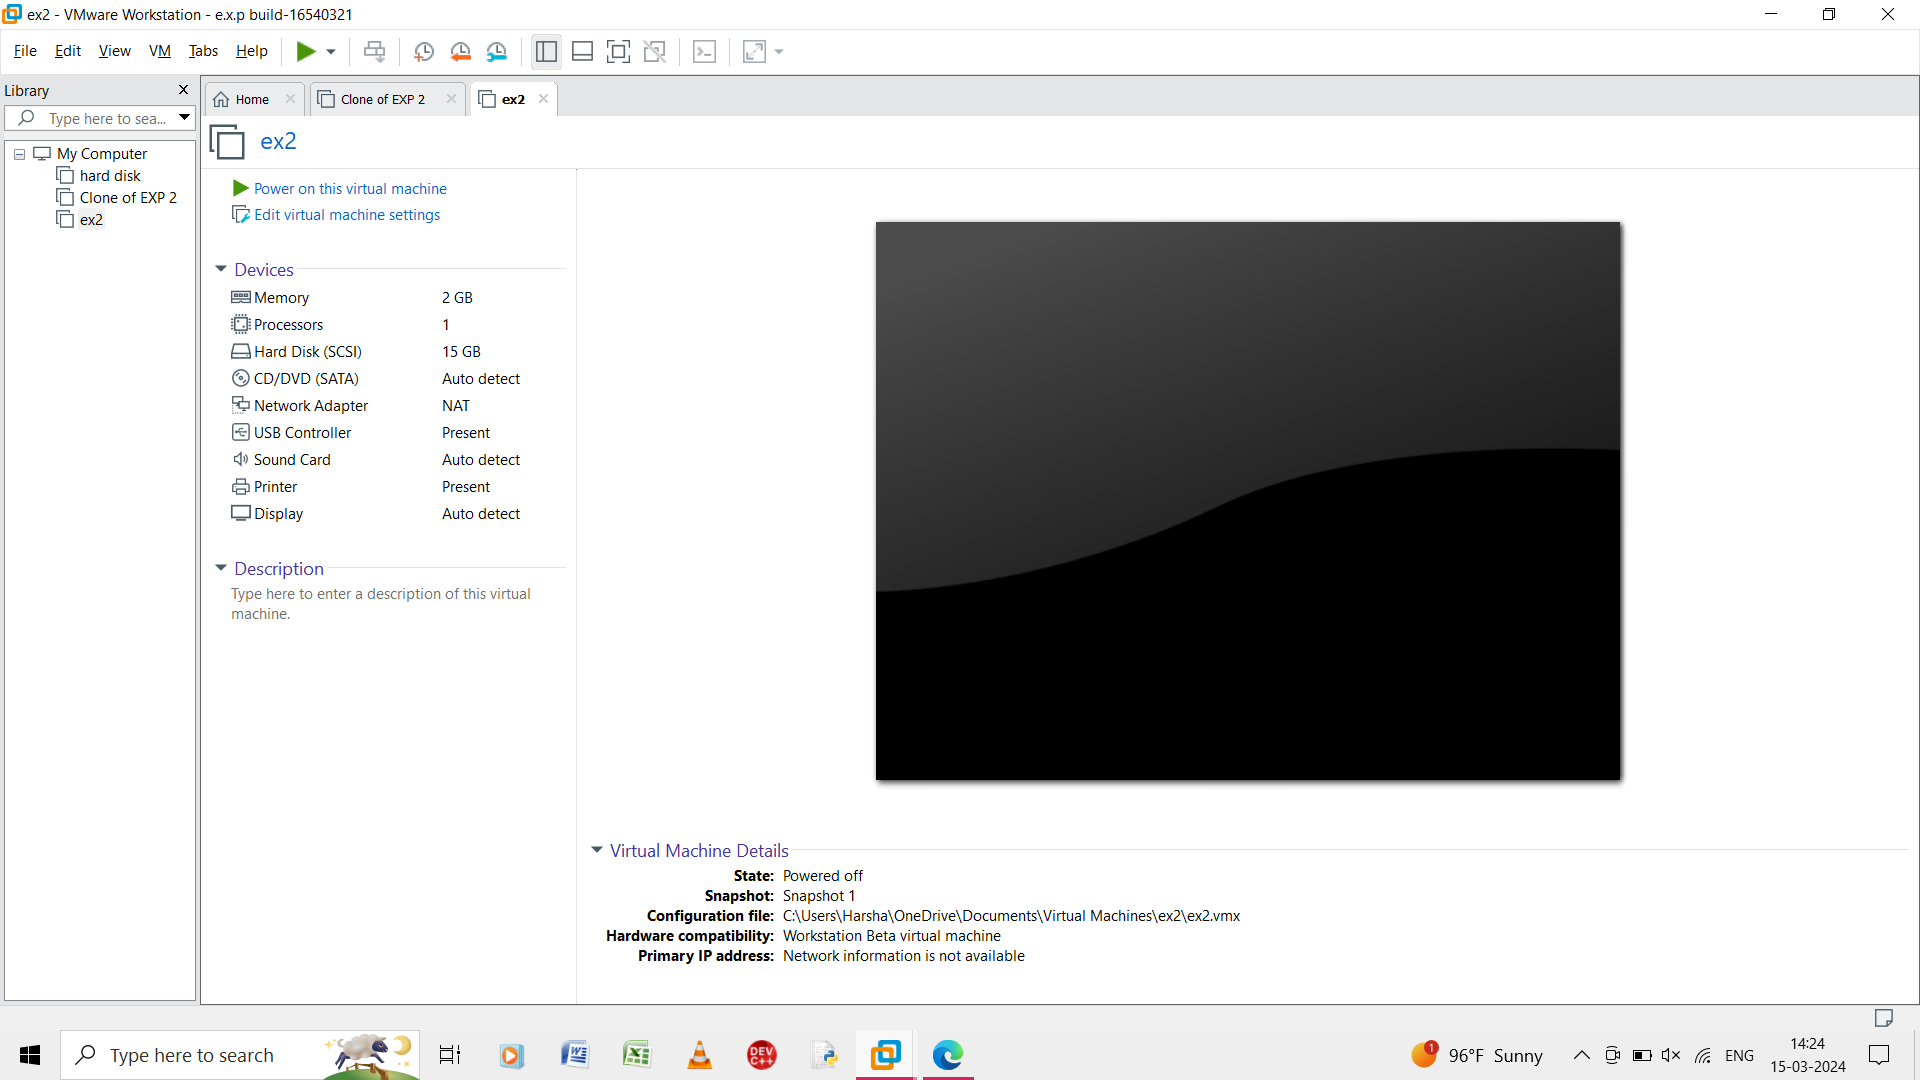 ex2 - VMware Workstation - e.x.p build-16540321
File Edit View VM Tabs Help
Library
Home
Clone of EXP 2
ex2
Type here to sea...
ex2
My Computer
hard disk
Clone of EXP 2
ex2
Power on this virtual machine
Edit virtual machine settings
Devices
Memory 2 GB
Processors 1
Hard Disk (SCSI) 15 GB
CD/DVD (SATA) Auto detect
Network Adapter NAT
USB Controller Present
Sound Card Auto detect
Printer Present
Display Auto detect
Description
Type here to enter a description of this virtual
machine.
Virtual Machine Details
State: Powered off
Snapshot: Snapshot 1
Configuration file: C:\Users\Harsha\OneDrive\Documents\Virtual Machines\ex2\ex2.vmx
Hardware compatibility: Workstation Beta virtual machine
Primary IP address: Network information is not available
Type here to search
DEV
C++
1
96°F Sunny
ENG
14:24
15-03-2024